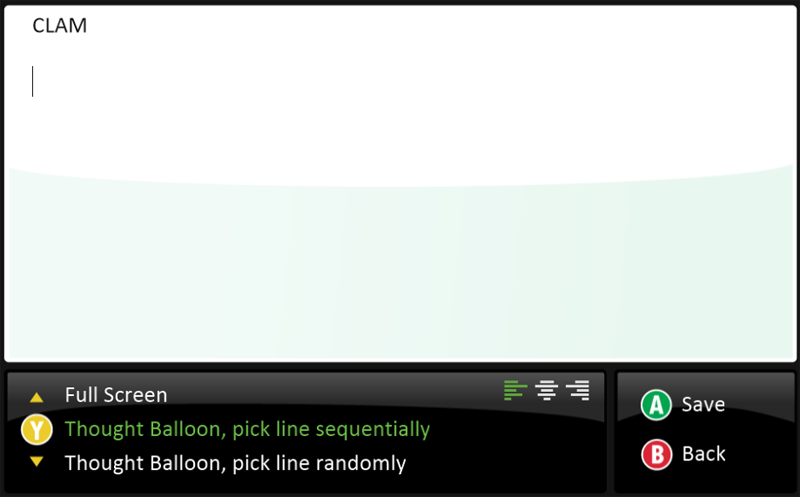 CLAM
Full Screen
Y Thought Balloon, pick line sequentially
Thought Balloon, pick line randomly
A Save
B Back